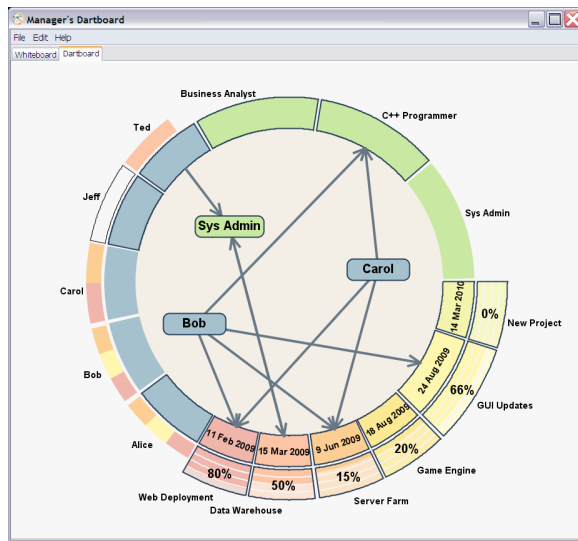 Manager's Dartboard
File Edit Help
Whiteboard Dartboard
Business Analyst
C++ Programmer
Ted
Jeff
Sys Admin
Sys Admin
Carol
Carol
Bob
14 Mar 2010
0%
New Project
24 Aug 2009
66%
GUI Updates
Bob
Alice
11 Feb 2009
15 Mar 2009
9 Jun 2009
18 Aug 2009
80%
50%
15%
20%
Game Engine
Web Deployment
Data Warehouse
Server Farm